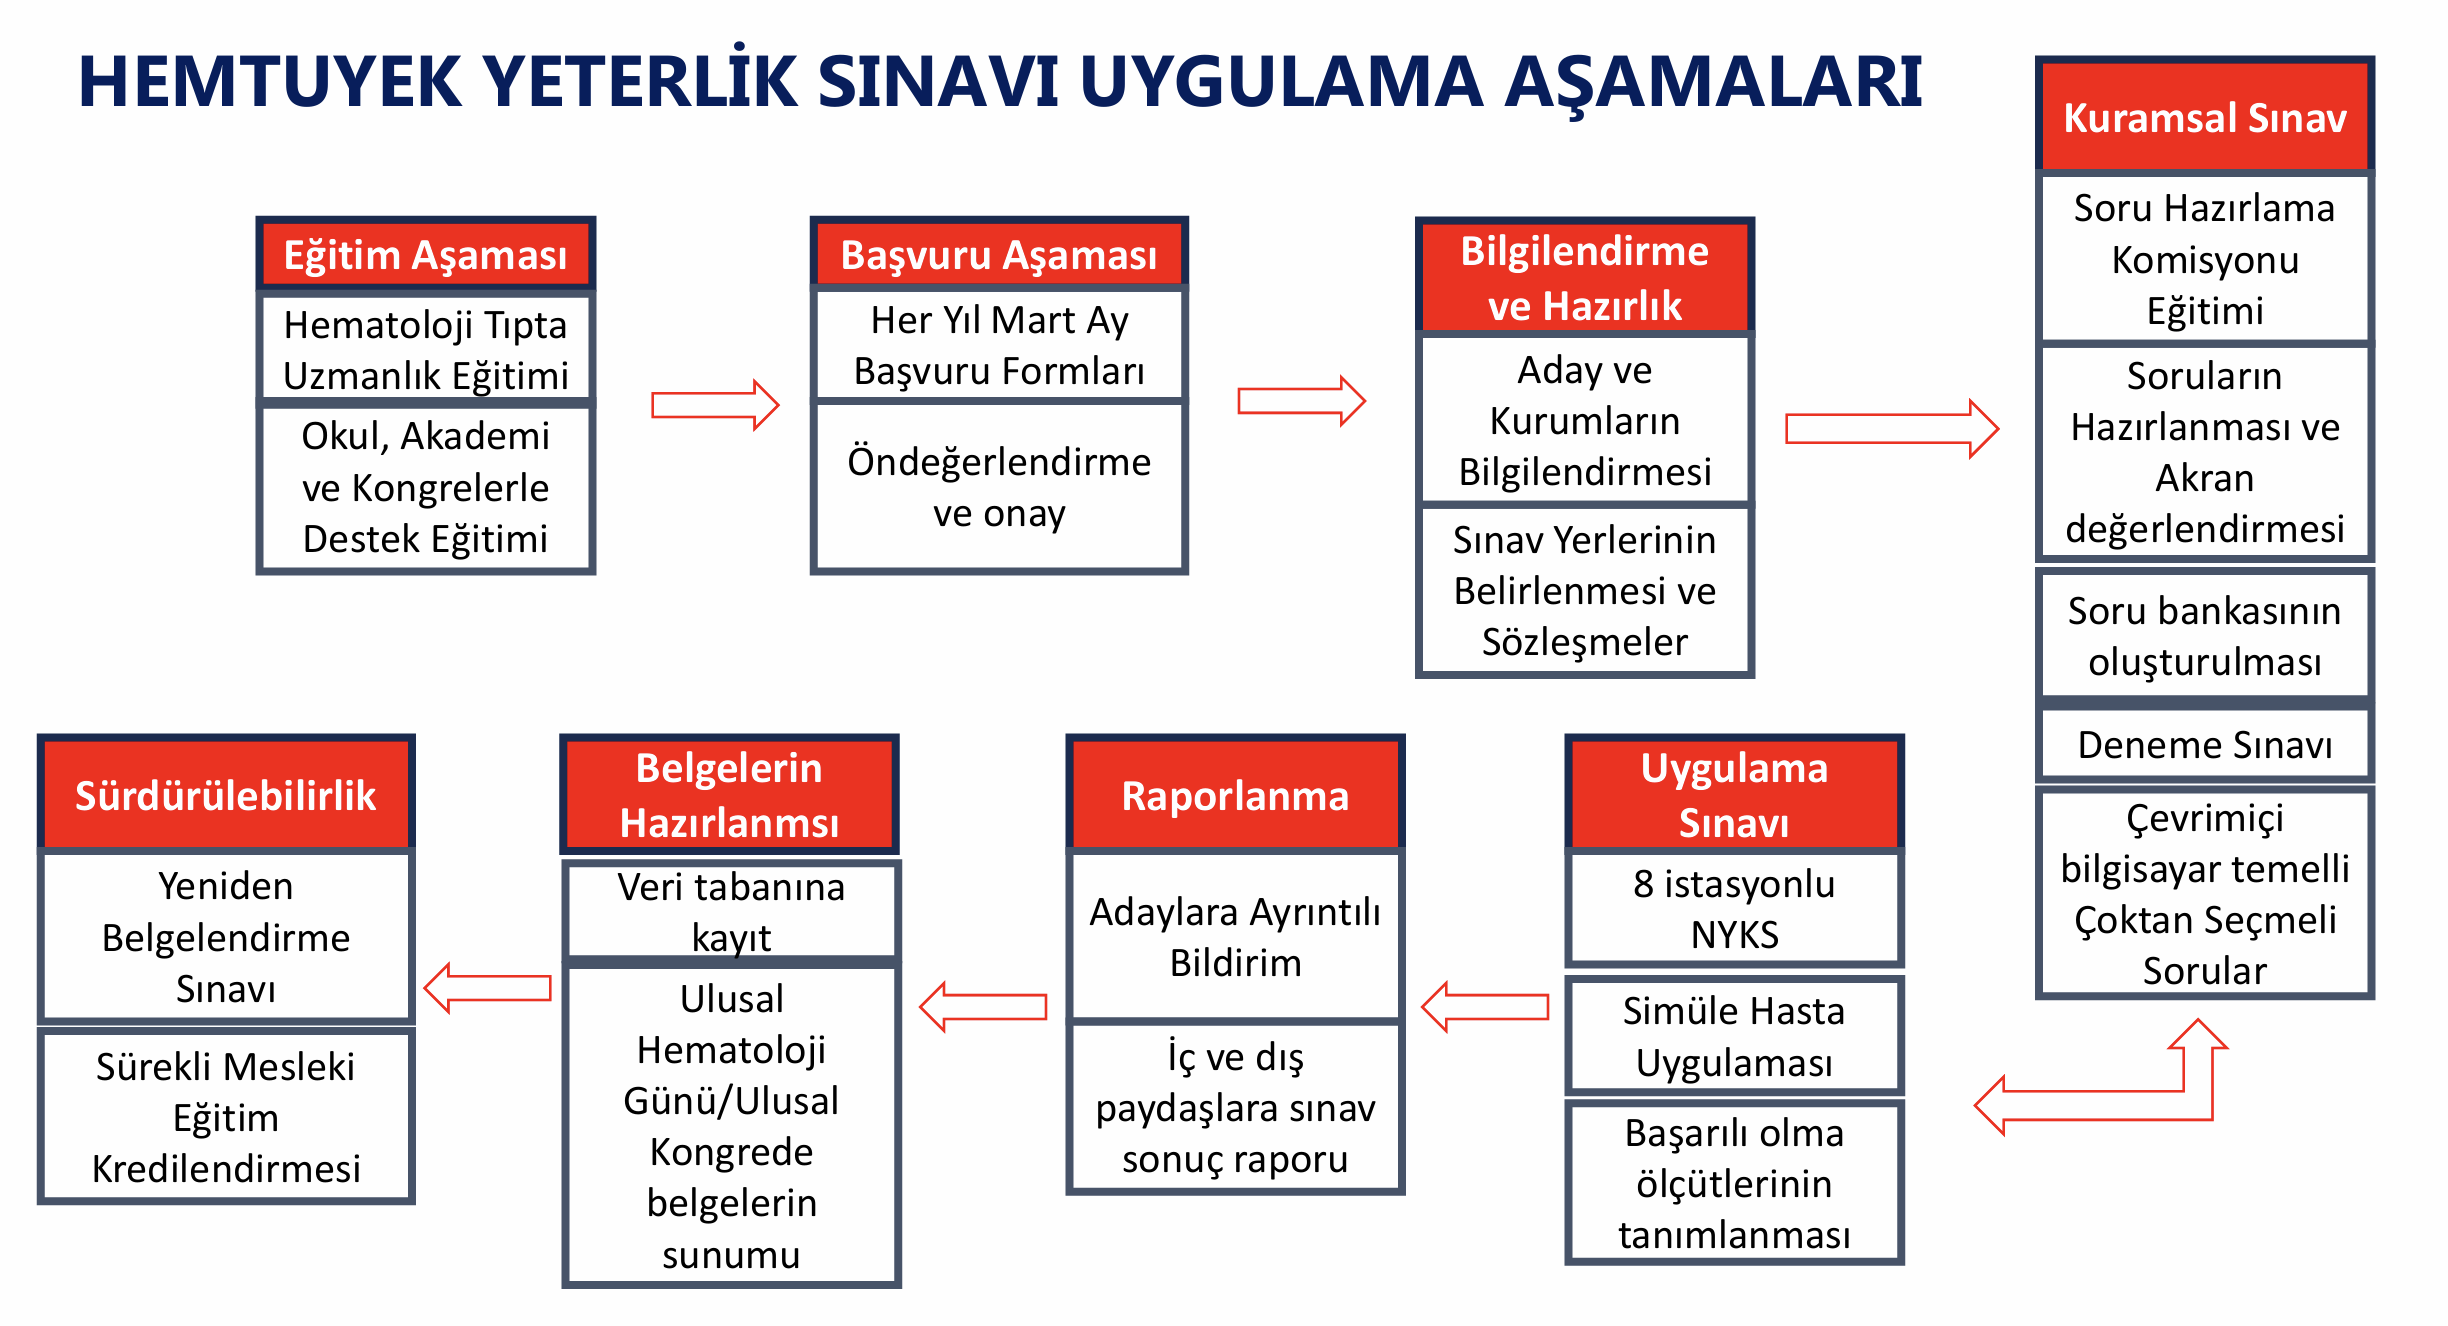 HEMTUYEK YETERLİK SINAVI UYGULAMA AŞAMALARI
Eğitim Aşaması
Hematoloji Tıpta
Uzmanlık Eğitimi
Okul, Akademi
ve Kongrelerle
Destek Eğitimi
Başvuru Aşaması
Her Yıl Mart Ay
Başvuru Formları
Öndeğerlendirme
ve onay
Bilgilendirme
ve Hazırlık
Aday ve
Kurumların
Bilgilendirmesi
Sınav Yerlerinin
Belirlenmesi ve
Sözleşmeler
Kuramsal Sınav
Soru Hazırlama
Komisyonu
Eğitimi
Soruların
Hazırlanması ve
Akran
değerlendirmesi
Soru bankasının
oluşturulması
Deneme Sınavı
Çevrimiçi
bilgisayar temelli
Çoktan Seçmeli
Sorular
Uygulama
Sınavı
8 istasyonlu
NYKS
Simüle Hasta
Uygulaması
Başarılı olma
ölçütlerinin
tanımlanması
Raporlanma
Adaylara Ayrıntılı
Bildirim
İç ve dış
paydaşlara sınav
sonuç raporu
Belgelerin
Hazırlanmsı
Veri tabanına
kayıt
Ulusal
Hematoloji
Günü/Ulusal
Kongrede
belgelerin
sunumu
Sürdürülebilirlik
Yeniden
Belgelendirme
Sınavı
Sürekli Mesleki
Eğitim
Kredilendirmesi